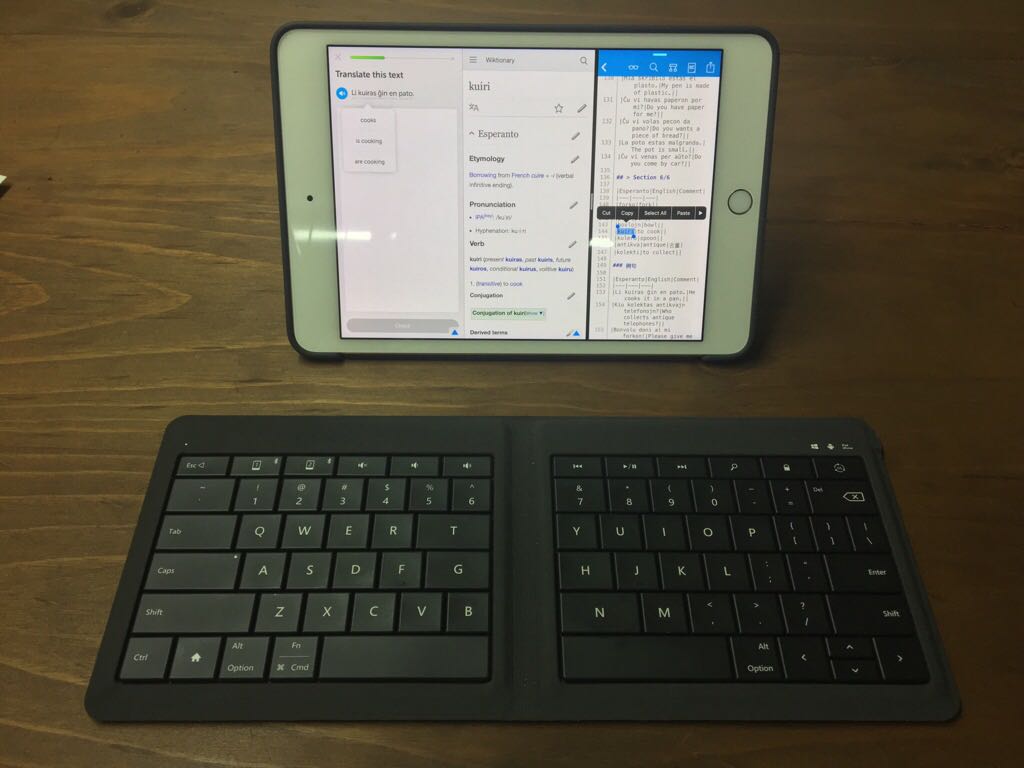 Translate this text
Li kuiras ĝin en pato.
cooks
is cooking
are cooking
Check
Wiktionary
kuiri
Esperanto
Etymology
Borrowing from French cuire + -i (verbal
infinitive ending).
Pronunciation
IPA(key): /kuˈiri/
Hyphenation: ku‧i‧ri
Verb
kuiri (present kuiras, past kuiris, future
kuiros, conditional kuirus, volitive kuiru)
1. (transitive) to cook
Conjugation
Conjugation of kuiri[show ▼]
Derived terms
plasto.|My pen is made
of plastic.||
131 |Ĉu vi havas paperon por
mi?|Do you have paper
for me?||
132 |Ĉu vi volas pecon da
pano?|Do you wants a
piece of bread?||
133 |La poto estas malgranda.|
The pot is small.||
134 |Ĉu vi venas per aŭto?|Do
you come by car?||
135
136 ## > Section 6/6
137
138 |Esperanto|English|Comment|
139 |---|---|---|
140 |forko|fork||
Cut Copy Select All Paste
143 |bovlojn|bowl||
144 |kuiri|to cook||
145 |kulero|spoon||
146 |antikva|antique|古董|
147 |kolekti|to collect||
148
149 ### 例句
150
151 |Esperanto|English|Comment|
152 |---|---|---|
153 |Li kuiras ĝin en pato.|He
cooks it in a pan.||
154 |Kiu kolektas antikvajn
telefonojn?|Who
collects antique
telephones?||
155 |Bonvolu doni al mi
forkon!|Please give me
Esc 1 2
~ ` ! 1 @ 2 # 3 $ 4 % 5 ^ 6 & 7 * 8 ( 9 ) 0 _ - + = Del
Tab Q W E R T Y U I O P { [ } ] | \
Caps A S D F G H J K L : ; " ' Enter
Shift Z X C V B N M < , > . ? / Shift
Ctrl Alt Option Fn ⌘ Cmd Alt Option